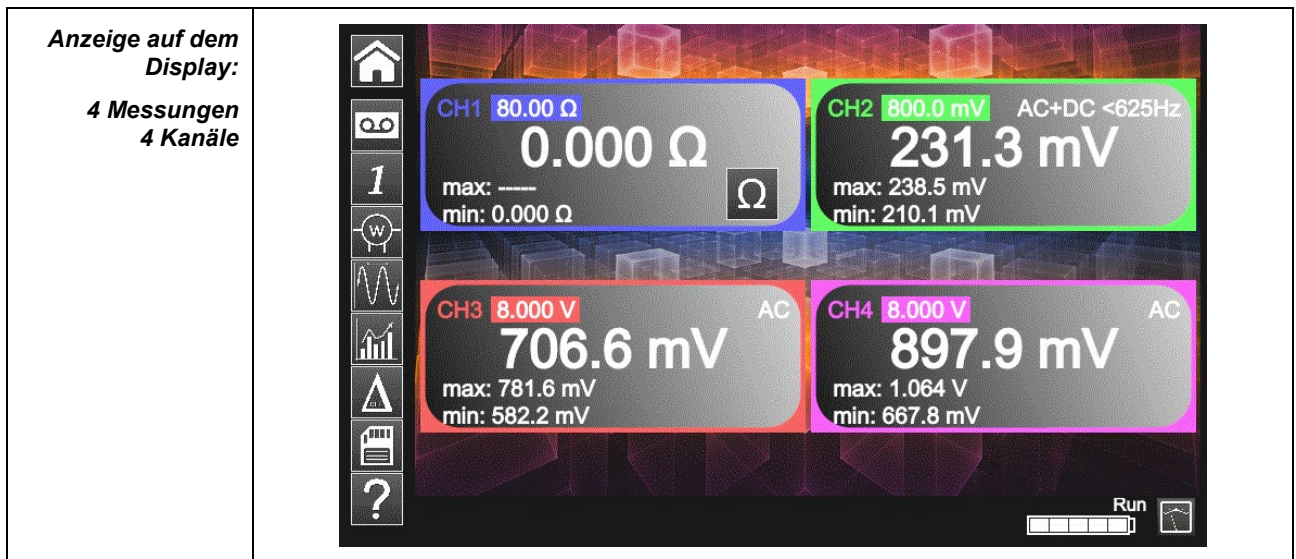 Anzeige auf dem
Display:
4 Messungen
4 Kanäle
CH1 80.00 Ω
0.000 Ω
max: -----
min: 0.000 Ω
Ω
CH2 800.0 mV AC+DC <625Hz
231.3 mV
max: 238.5 mV
min: 210.1 mV
1
W
CH3 8.000 V AC
706.6 mV
max: 781.6 mV
min: 582.2 mV
CH4 8.000 V AC
897.9 mV
max: 1.064 V
min: 667.8 mV
?
Run